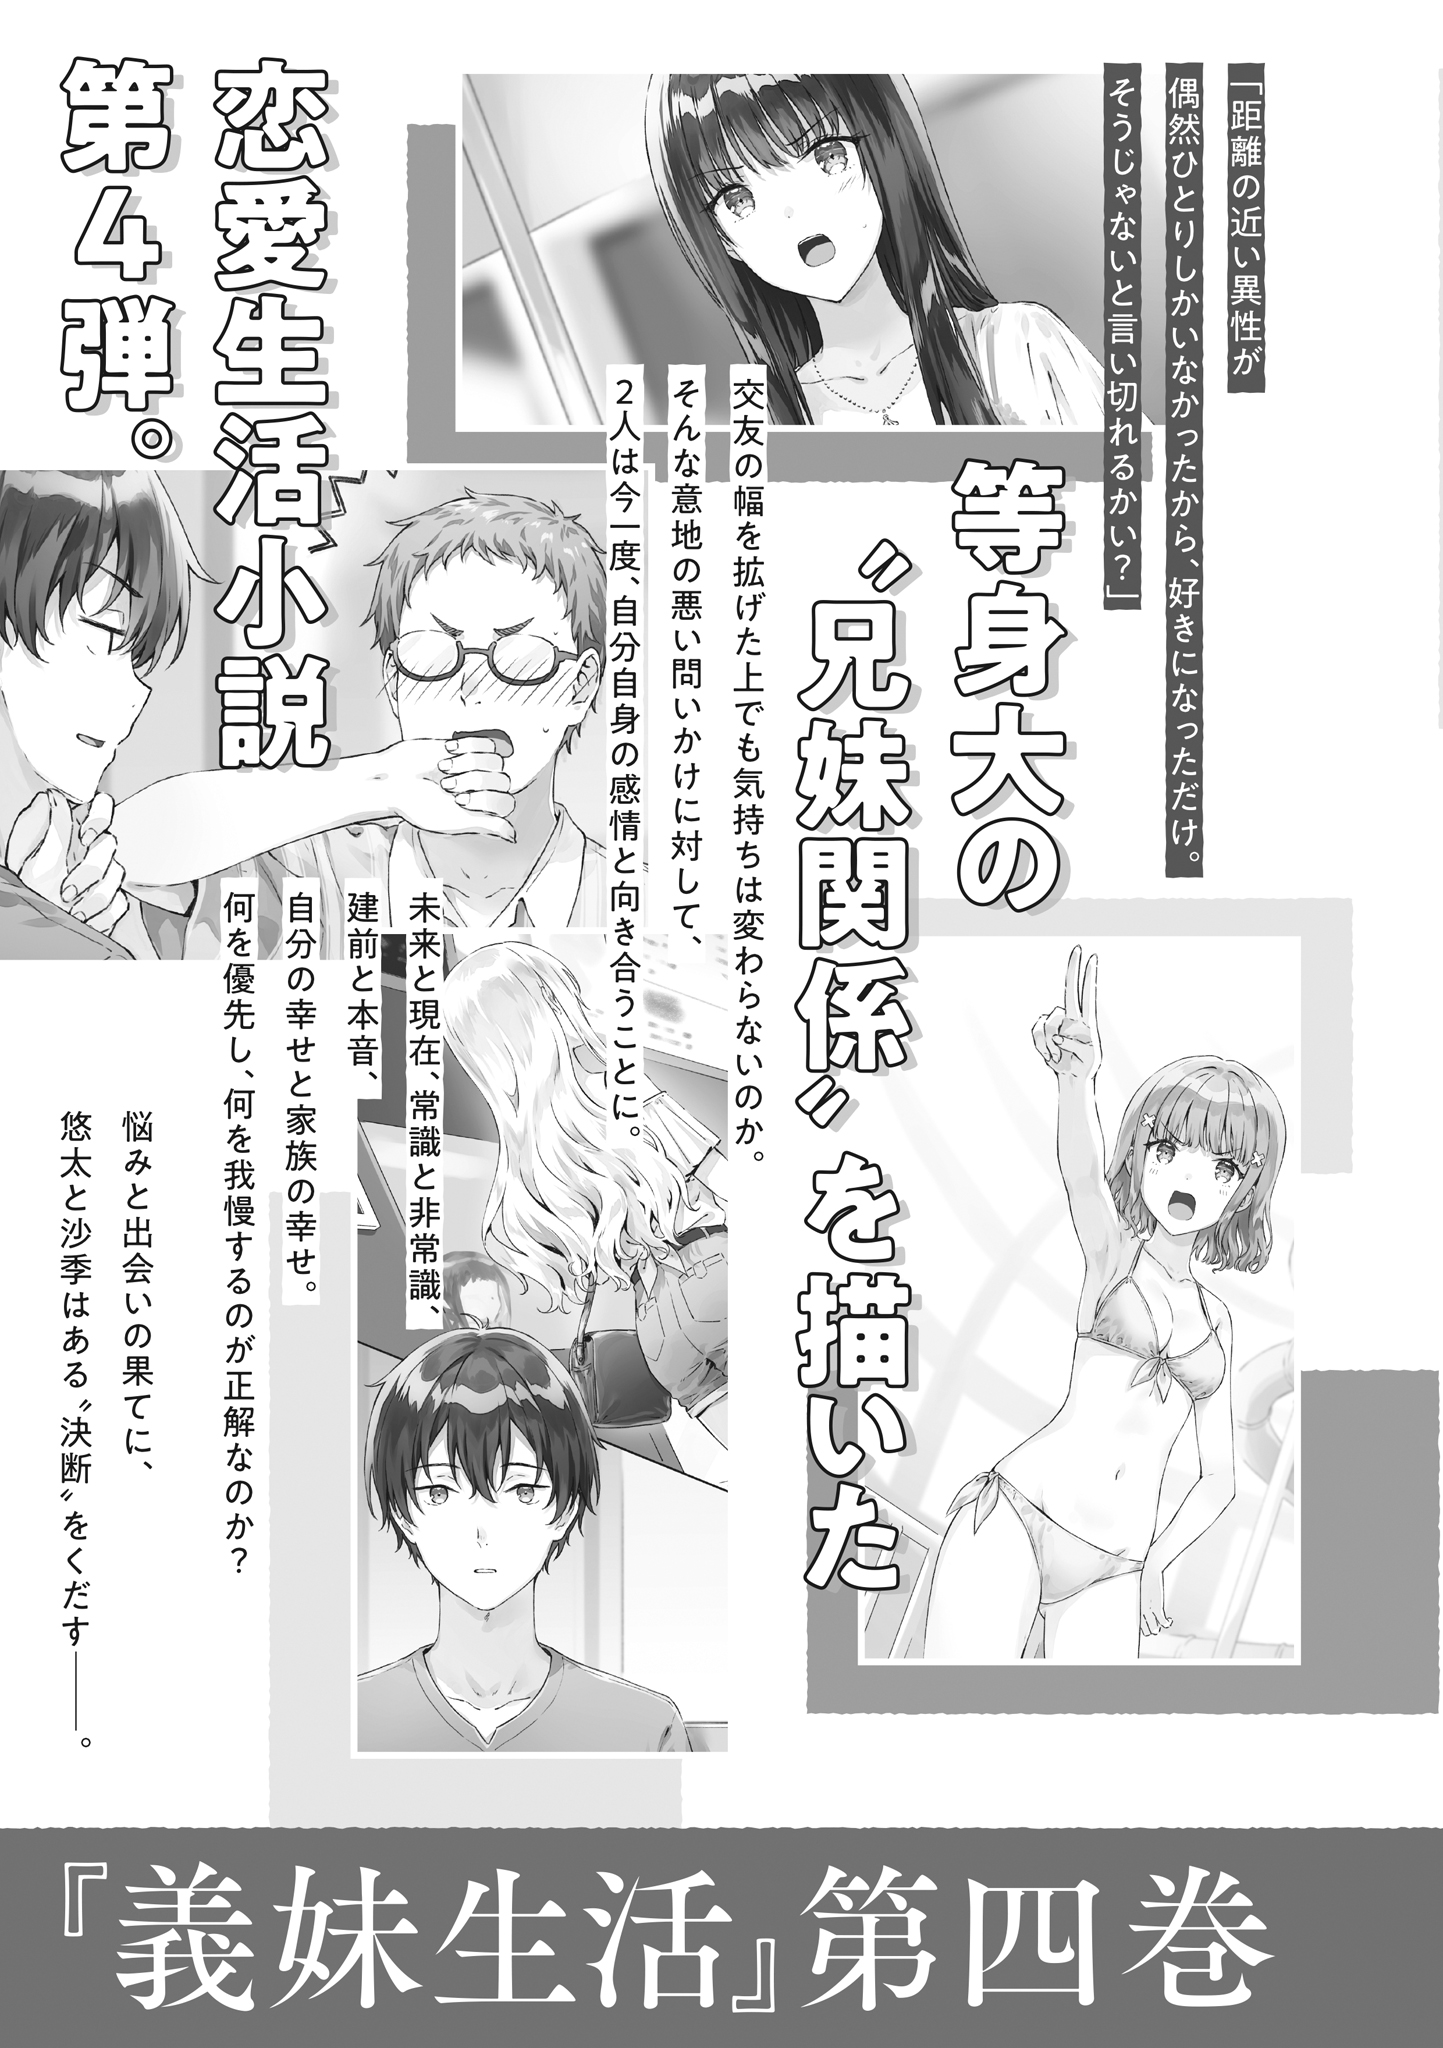 「距離の近い異性が
偶然ひとりしかいなかったから、好きになっただけ。
そうじゃないと言い切れるかい？」
等身大の
〝兄妹関係〟を描いた
恋愛生活小説
第４弾。
交友の幅を拡げた上でも気持ちは変わらないのか。
そんな意地の悪い問いかけに対して、
２人は今一度、自分自身の感情と向き合うことに。
未来と現在、常識と非常識、
建前と本音、
自分の幸せと家族の幸せ。
何を優先し、何を我慢するのが正解なのか？
悩みと出会いの果てに、
悠太と沙季はある〝決断〟をくだす――。
『義妹生活』第四巻